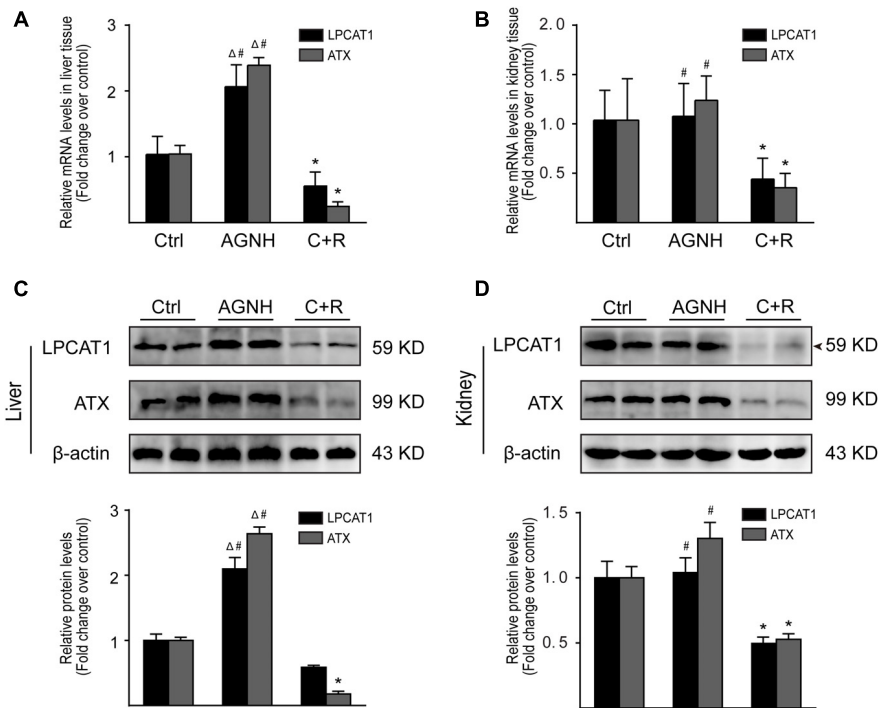 A
Relative mRNA levels in liver tissue
(Fold change over control)
3
2
1
LPCAT1
ATX
Δ # Δ #
* *
Ctrl AGNH C+R
B
Relative mRNA levels in kidney tissue
(Fold change over control)
2.0
1.5
1.0
0.5
LPCAT1
ATX
# #
* *
Ctrl AGNH C+R
C
Ctrl AGNH C+R
Liver
LPCAT1 59 KD
ATX 99 KD
β-actin 43 KD
Relative protein levels
(Fold change over control)
3
2
1
LPCAT1
ATX
Δ # Δ #
*
D
Ctrl AGNH C+R
Kidney
LPCAT1 59 KD
ATX 99 KD
β-actin 43 KD
Relative protein levels
(Fold change over control)
1.5
1.0
0.5
LPCAT1
ATX
# #
* *